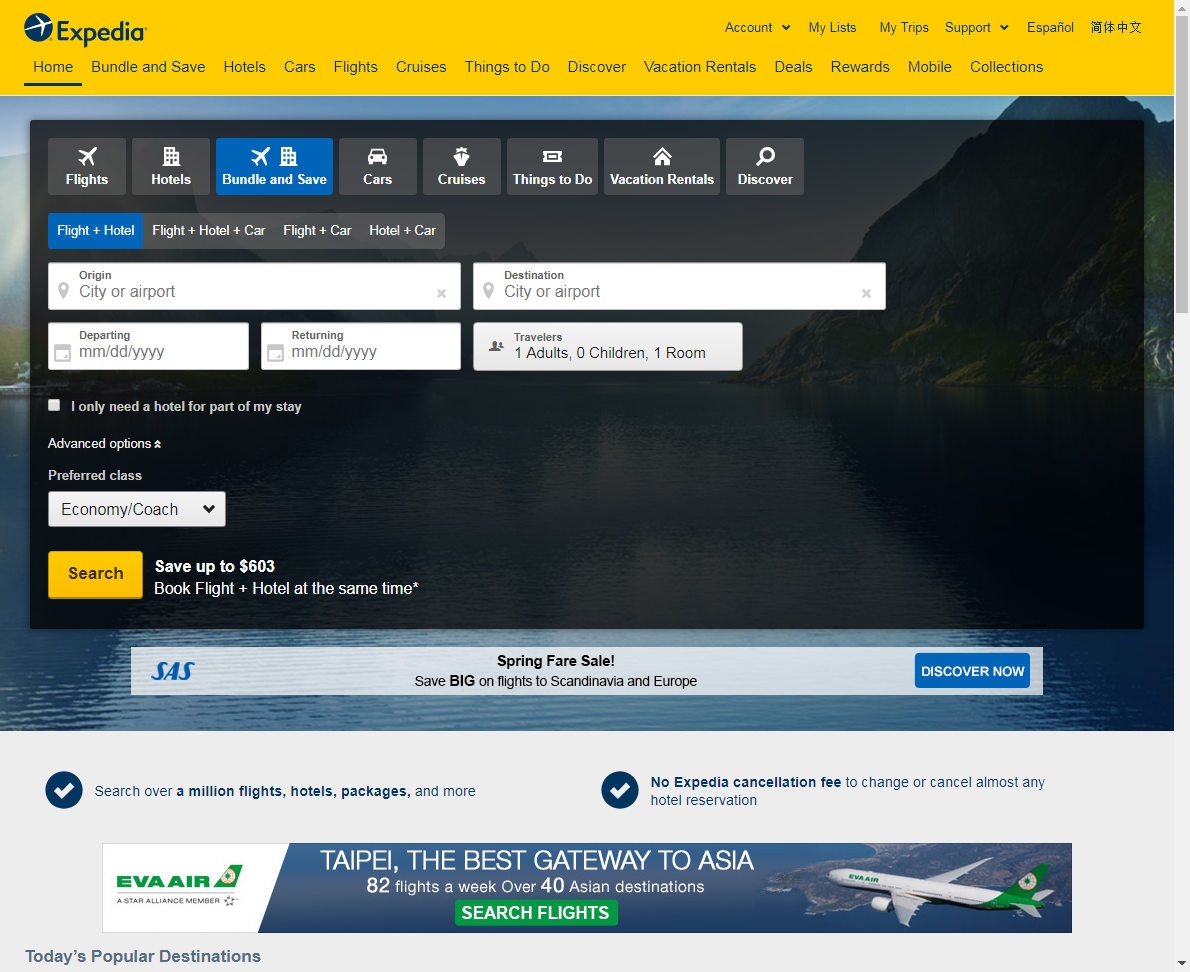 Expedia
Account My Lists My Trips Support Español 简体中文
Home Bundle and Save Hotels Cars Flights Cruises Things to Do Discover Vacation Rentals Deals Rewards Mobile Collections
Flights Hotels Bundle and Save Cars Cruises Things to Do Vacation Rentals Discover
Flight + Hotel Flight + Hotel + Car Flight + Car Hotel + Car
Origin
City or airport
Destination
City or airport
Departing
mm/dd/yyyy
Returning
mm/dd/yyyy
Travelers
1 Adults, 0 Children, 1 Room
I only need a hotel for part of my stay
Advanced options
Preferred class
Economy/Coach
Search
Save up to $603
Book Flight + Hotel at the same time*
SAS
Spring Fare Sale!
Save BIG on flights to Scandinavia and Europe
DISCOVER NOW
Search over a million flights, hotels, packages, and more
No Expedia cancellation fee to change or cancel almost any
hotel reservation
EVA AIR
A STAR ALLIANCE MEMBER
TAIPEI, THE BEST GATEWAY TO ASIA
82 flights a week Over 40 Asian destinations
SEARCH FLIGHTS
EVA AIR
Today’s Popular Destinations